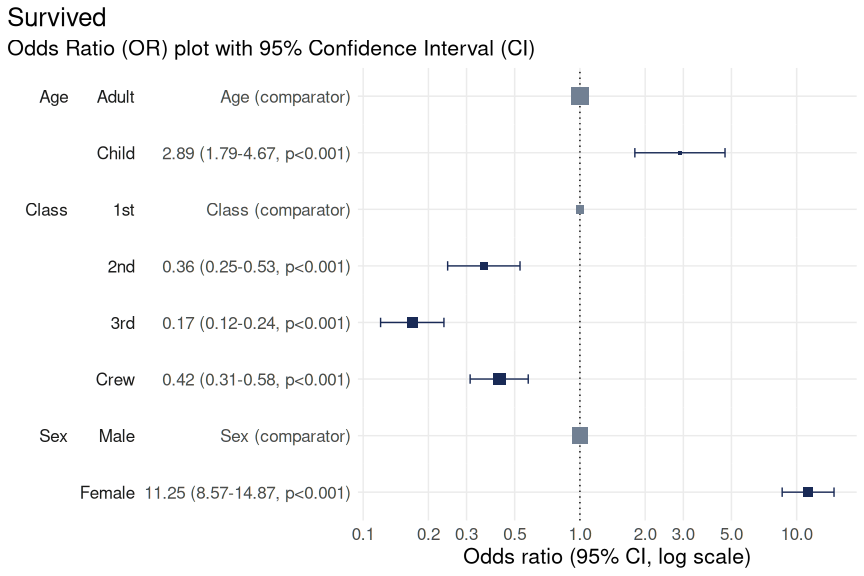 Survived
Odds Ratio (OR) plot with 95% Confidence Interval (CI)
Age Adult Age (comparator)
Child 2.89 (1.79-4.67, p<0.001)
Class 1st Class (comparator)
2nd 0.36 (0.25-0.53, p<0.001)
3rd 0.17 (0.12-0.24, p<0.001)
Crew 0.42 (0.31-0.58, p<0.001)
Sex Male Sex (comparator)
Female 11.25 (8.57-14.87, p<0.001)
0.1 0.2 0.3 0.5 1.0 2.0 3.0 5.0 10.0
Odds ratio (95% CI, log scale)